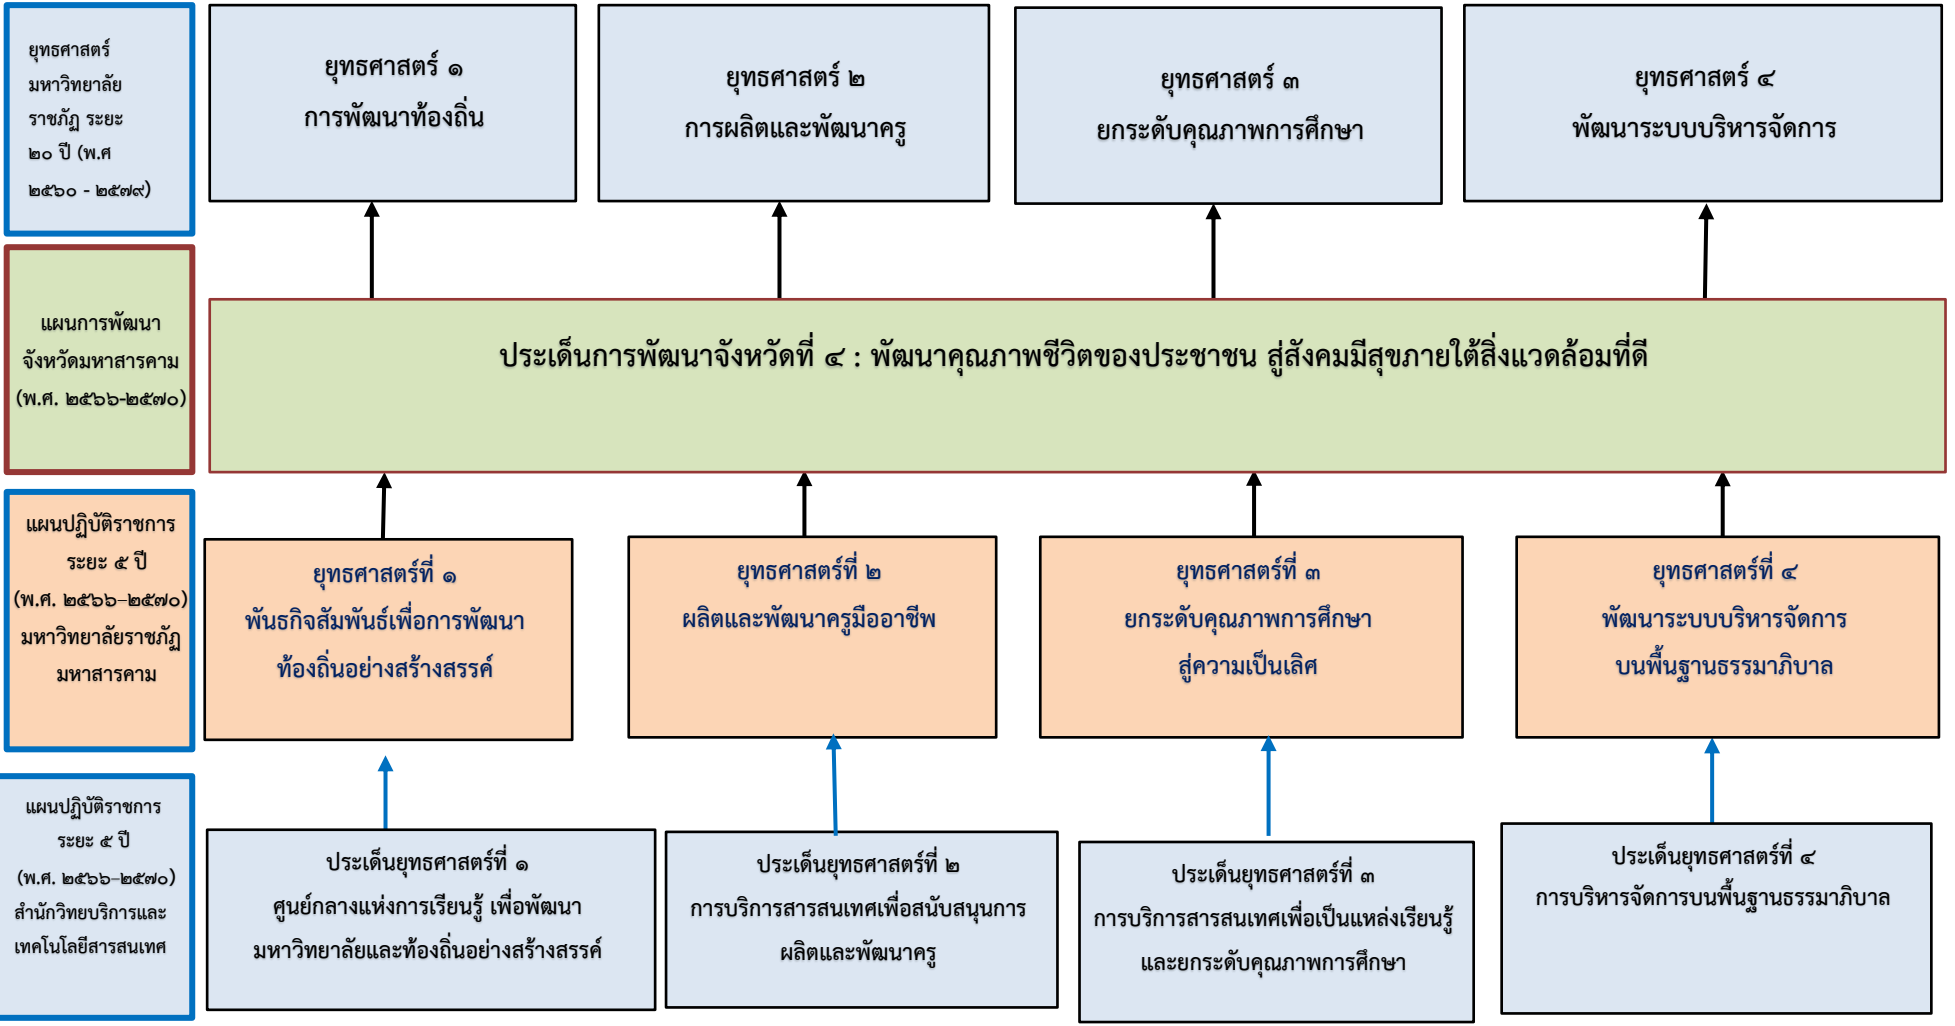 ยุทธศาสตร์
มหาวิทยาลัย
ราชภัฏ ระยะ
๒๐ ปี (พ.ศ
๒๕๖๐ - ๒๕๗๙)
ยุทธศาสตร์ ๑
การพัฒนาท้องถิ่น
ยุทธศาสตร์ ๒
การผลิตและพัฒนาครู
ยุทธศาสตร์ ๓
ยกระดับคุณภาพการศึกษา
ยุทธศาสตร์ ๔
พัฒนาระบบบริหารจัดการ
แผนการพัฒนา
จังหวัดมหาสารคาม
(พ.ศ. ๒๕๖๖-๒๕๗๐)
ประเด็นการพัฒนาจังหวัดที่ ๔ : พัฒนาคุณภาพชีวิตของประชาชน สู่สังคมมีสุขภายใต้สิ่งแวดล้อมที่ดี
แผนปฏิบัติราชการ
ระยะ ๕ ปี
(พ.ศ. ๒๕๖๖–๒๕๗๐)
มหาวิทยาลัยราชภัฏ
มหาสารคาม
ยุทธศาสตร์ที่ ๑
พันธกิจสัมพันธ์เพื่อการพัฒนา
ท้องถิ่นอย่างสร้างสรรค์
ยุทธศาสตร์ที่ ๒
ผลิตและพัฒนาครูมืออาชีพ
ยุทธศาสตร์ที่ ๓
ยกระดับคุณภาพการศึกษา
สู่ความเป็นเลิศ
ยุทธศาสตร์ที่ ๔
พัฒนาระบบบริหารจัดการ
บนพื้นฐานธรรมาภิบาล
แผนปฏิบัติราชการ
ระยะ ๕ ปี
(พ.ศ. ๒๕๖๖–๒๕๗๐)
สำนักวิทยบริการและ
เทคโนโลยีสารสนเทศ
ประเด็นยุทธศาสตร์ที่ ๑
ศูนย์กลางแห่งการเรียนรู้ เพื่อพัฒนา
มหาวิทยาลัยและท้องถิ่นอย่างสร้างสรรค์
ประเด็นยุทธศาสตร์ที่ ๒
การบริการสารสนเทศเพื่อสนับสนุนการ
ผลิตและพัฒนาครู
ประเด็นยุทธศาสตร์ที่ ๓
การบริการสารสนเทศเพื่อเป็นแหล่งเรียนรู้
และยกระดับคุณภาพการศึกษา
ประเด็นยุทธศาสตร์ที่ ๔
การบริหารจัดการบนพื้นฐานธรรมาภิบาล